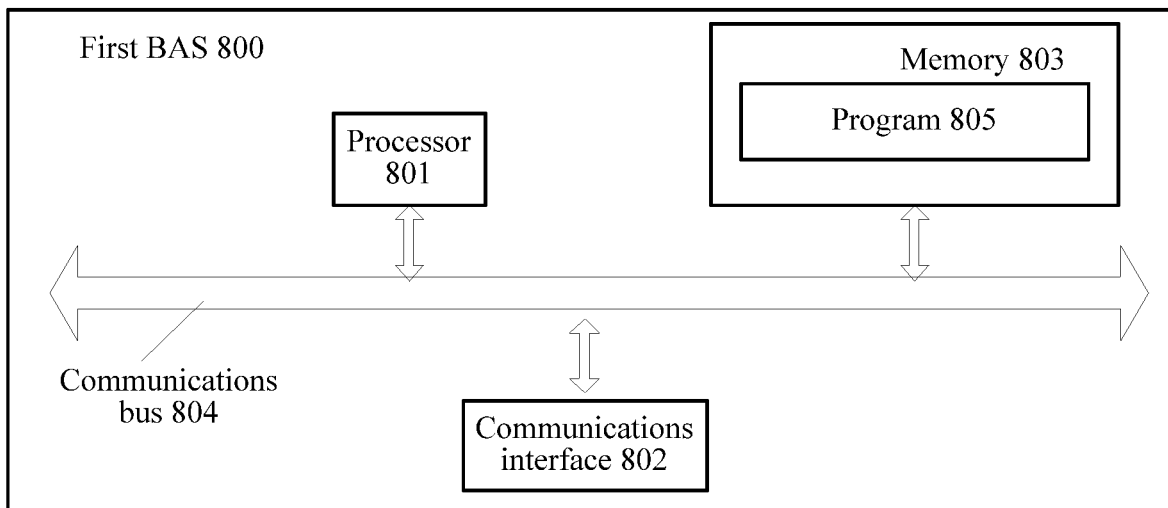 First BAS 800
Memory 803
Program 805
Processor
801
Communications
bus 804
Communications
interface 802